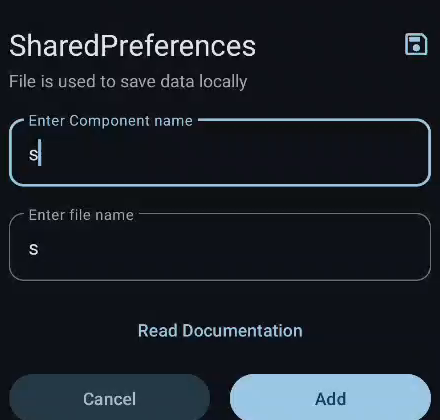 SharedPreferences
File is used to save data locally
Enter Component name
s
Enter file name
s
Read Documentation
Cancel
Add